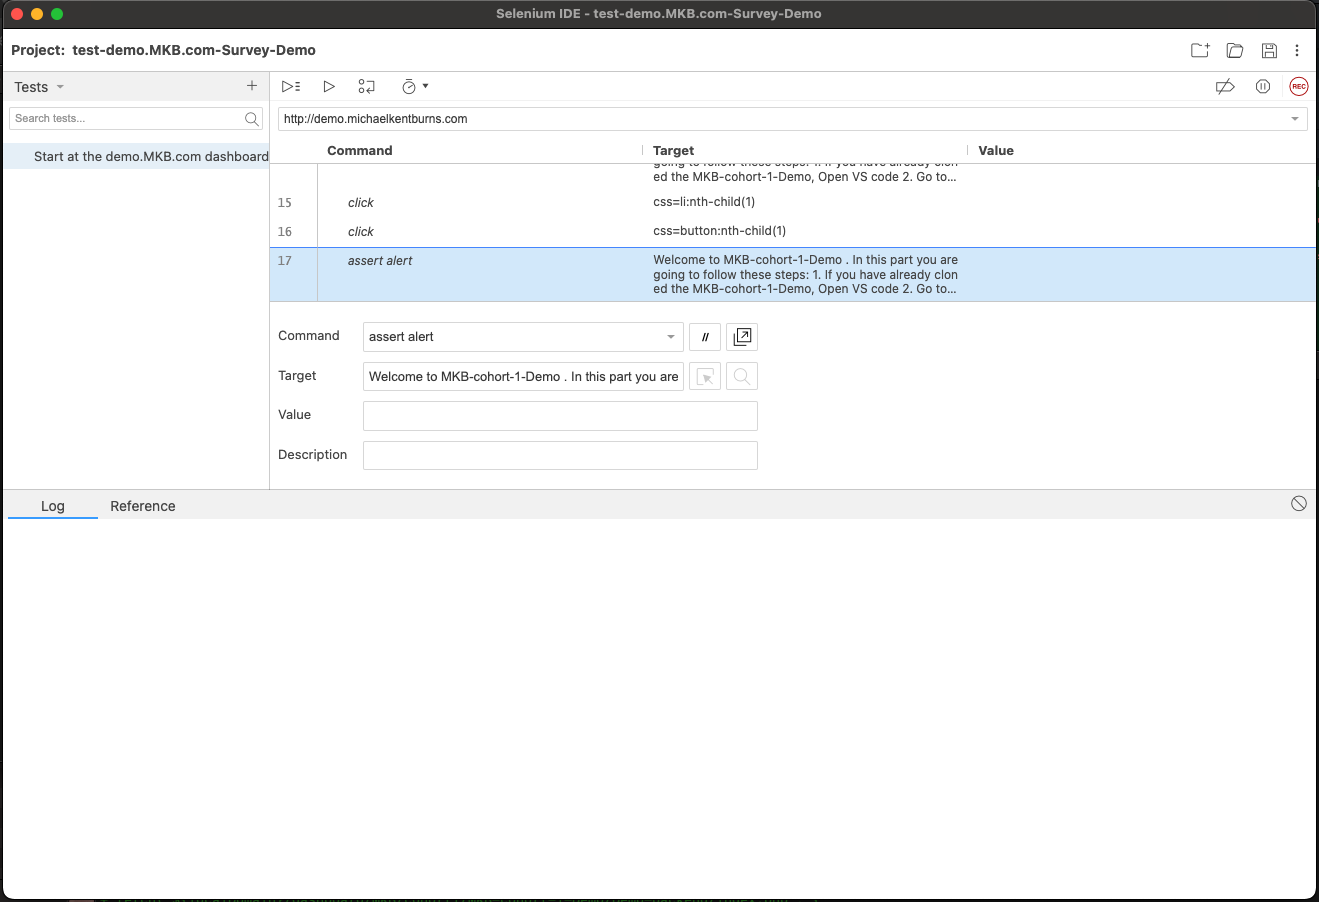 Selenium IDE - test-demo.MKB.com-Survey-Demo
Project: test-demo.MKB.com-Survey-Demo
Tests
REC
Search tests...
http://demo.michaelkentburns.com
Start at the demo.MKB.com dashboard
Command Target Value
going to follow these steps: 1. If you have already clon
ed the MKB-cohort-1-Demo, Open VS code 2. Go to...
15 click css=li:nth-child(1)
16 click css=button:nth-child(1)
17 assert alert Welcome to MKB-cohort-1-Demo . In this part you are
going to follow these steps: 1. If you have already clon
ed the MKB-cohort-1-Demo, Open VS code 2. Go to...
Command assert alert //
Target Welcome to MKB-cohort-1-Demo . In this part you are
Value
Description
Log Reference